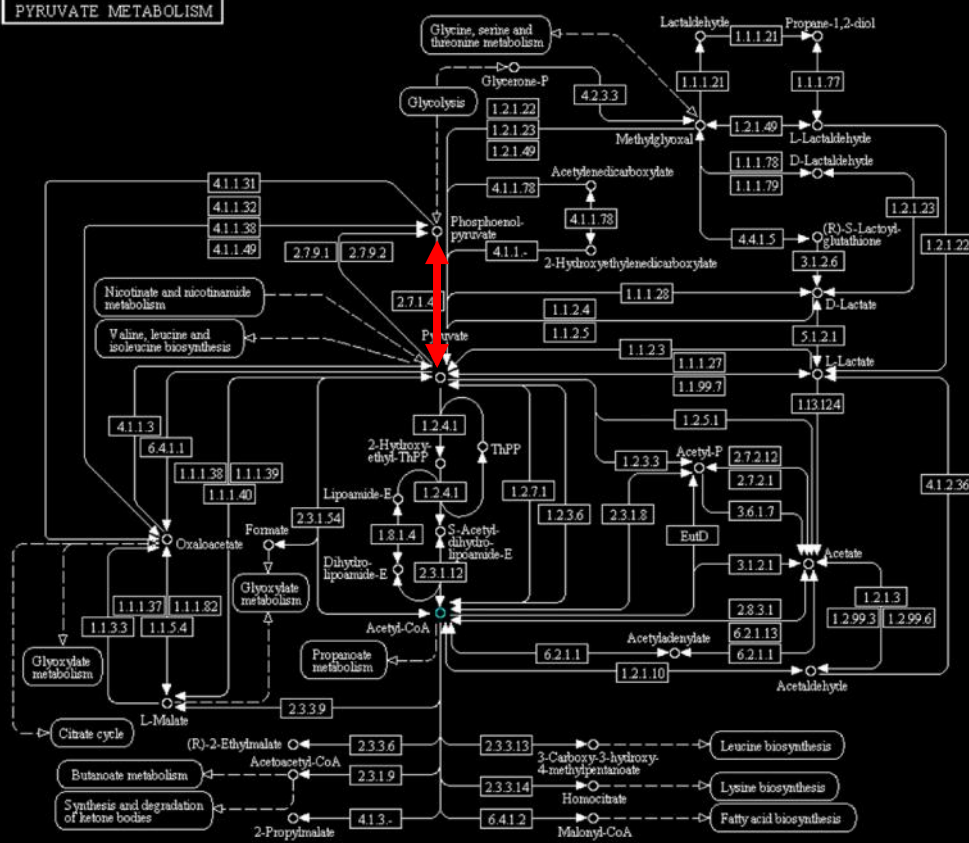 PYRUVATE METABOLISM
Lactaldehyde
Propane-1,2-diol
1.1.1.21
Glycine, serine and
threonine metabolism
Glycerone-P
1.1.1.21
1.1.1.77
Glycolysis
4.2.3.3
1.2.1.22
1.2.1.23
1.2.1.49
Methylglyoxal
1.2.1.49
L-Lactaldehyde
D-Lactaldehyde
1.1.1.78
1.1.1.79
Acetylenedicarboxylate
4.1.1.31
4.1.1.32
4.1.1.38
4.1.1.49
4.1.1.78
4.1.1.78
1.2.1.23
Phosphoenol-
pyruvate
(R)-S-Lactoyl-
glutathione
4.4.1.5
1.2.1.22
2.7.9.1
2.7.9.2
4.1.1.-
2-Hydroxyethylenedicarboxylate
3.1.2.6
Nicotinate and nicotinamide
metabolism
2.7.1.4
1.1.1.28
D-Lactate
1.1.2.4
1.1.2.5
Valine, leucine and
isoleucine biosynthesis
Pyruvate
5.1.2.1
1.1.2.3
1.1.1.27
1.1.99.7
L-Lactate
1.13.12.4
4.1.1.3
6.4.1.1
1.2.4.1
1.2.5.1
2-Hydroxy-
ethyl-ThPP
ThPP
Acetyl-P
1.1.1.38
1.1.1.39
1.1.1.40
1.2.3.3
2.7.2.12
2.7.2.1
Lipoamide-E
1.2.4.1
1.2.7.1
4.1.2.36
Formate
2.3.1.54
1.2.3.6
2.3.1.8
3.6.1.7
Oxaloacetate
1.8.1.4
S-Acetyl-
dihydro-
lipoamide-E
EutD
Acetate
Dihydro-
lipoamide-E
2.3.1.12
3.1.2.1
Glyoxylate
metabolism
1.1.1.37
1.1.1.82
1.1.3.3
1.1.5.4
1.2.1.3
1.2.99.3
1.2.99.6
Acetyl-CoA
2.8.3.1
6.2.1.13
6.2.1.1
Acetyladenylate
6.2.1.1
Glyoxylate
metabolism
Propanoate
metabolism
1.2.1.10
Acetaldehyde
L-Malate
2.3.3.9
Citrate cycle
(R)-2-Ethylmalate
2.3.3.6
2.3.3.13
3-Carboxy-3-hydroxy-
4-methylpentanoate
Leucine biosynthesis
Acetoacetyl-CoA
Butanoate metabolism
2.3.1.9
2.3.3.14
Homocitrate
Lysine biosynthesis
Synthesis and degradation
of ketone bodies
2-Propylmalate
4.1.3.-
6.4.1.2
Malonyl-CoA
Fatty acid biosynthesis